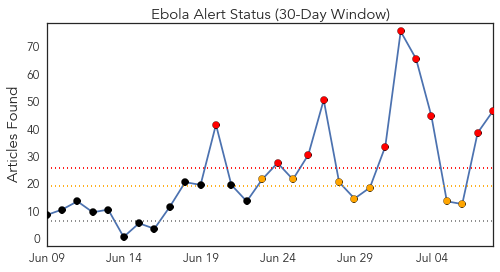 Ebola Alert Status (30-Day Window)
Articles Found
70
60
50
40
30
20
10
0
Jun 09 Jun 14 Jun 19 Jun 24 Jun 29 Jul 04